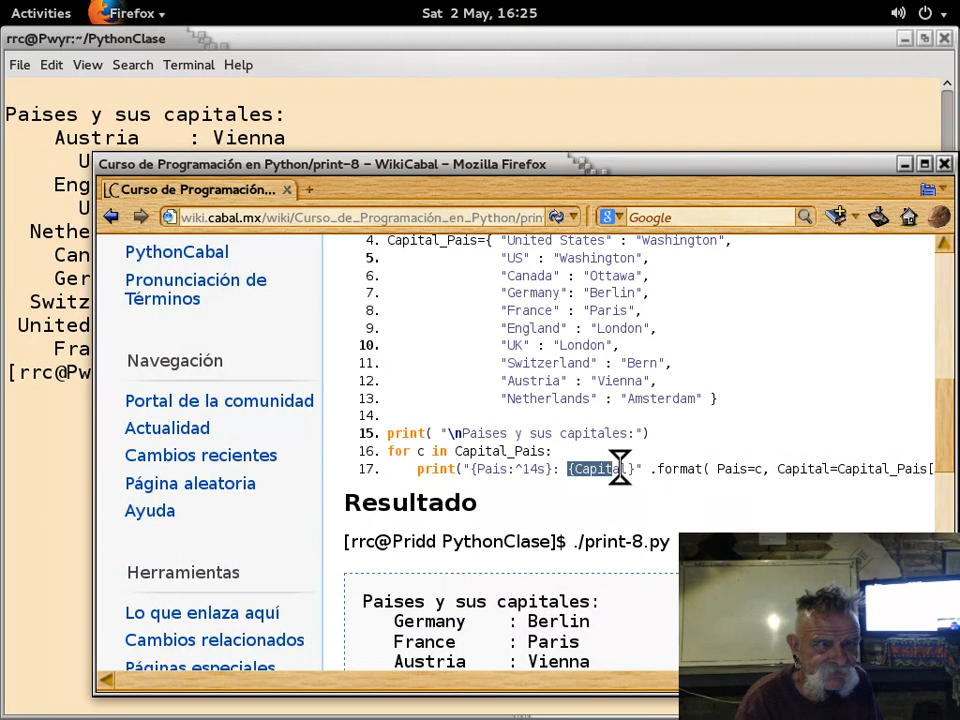 Activities
Firefox
Sat 2 May, 16:25
rrc@Pwyr:~/PythonClase
File Edit View Search Terminal Help
Paises y sus capitales:
Austria : Vienna
U
Eng
U
Nethe
Can
Ger
Switz
United
Fra
[rrc@Pw
Curso de Programación en Python/print-8 – WikiCabal – Mozilla Firefox
Curso de Programación...
wiki.cabal.mx/wiki/Curso_de_Programación_en_Python/prin
Google
PythonCabal
Pronunciación de
Términos
Navegación
Portal de la comunidad
Actualidad
Cambios recientes
Página aleatoria
Ayuda
Herramientas
Lo que enlaza aquí
Cambios relacionados
Páginas especiales
4. Capital_Pais={ "United States" : "Washington",
5. "US" : "Washington",
6. "Canada" : "Ottawa",
7. "Germany": "Berlin",
8. "France" : "Paris",
9. "England" : "London",
10. "UK" : "London",
11. "Switzerland" : "Bern",
12. "Austria" : "Vienna",
13. "Netherlands" : "Amsterdam" }
14.
15. print( "\nPaises y sus capitales:")
16. for c in Capital_Pais:
17. print("{Pais:^14s}: {Capital}" .format( Pais=c, Capital=Capital_Pais[
Resultado
[rrc@Pridd PythonClase]$ ./print-8.py
Paises y sus capitales:
Germany : Berlin
France : Paris
Austria : Vienna